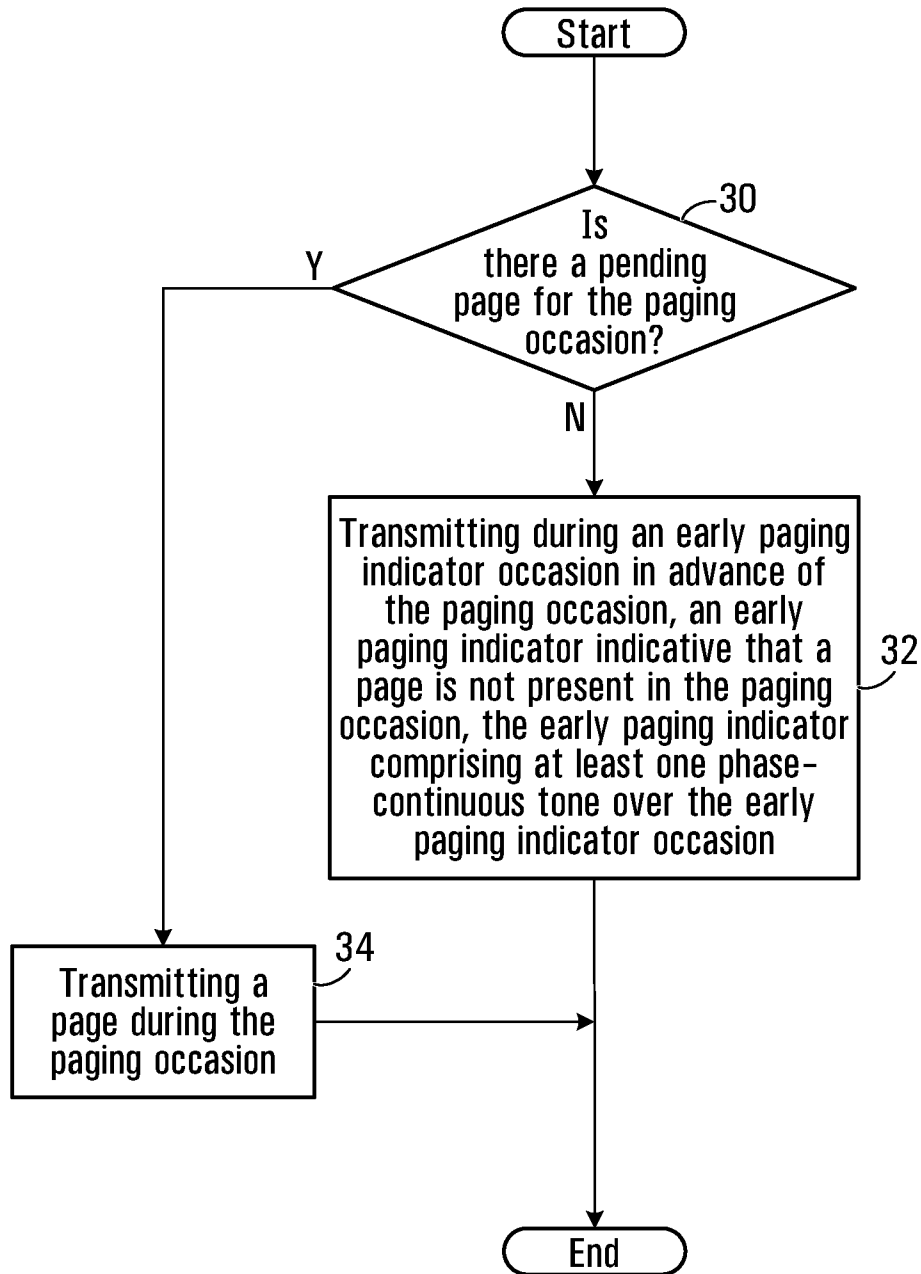 Start
30
Is
there a pending
page for the paging
occasion?
Y
N
Transmitting during an early paging
indicator occasion in advance of
the paging occasion, an early
paging indicator indicative that a
page is not present in the paging
occasion, the early paging indicator
comprising at least one phase-
continuous tone over the early
paging indicator occasion
32
34
Transmitting a
page during the
paging occasion
End